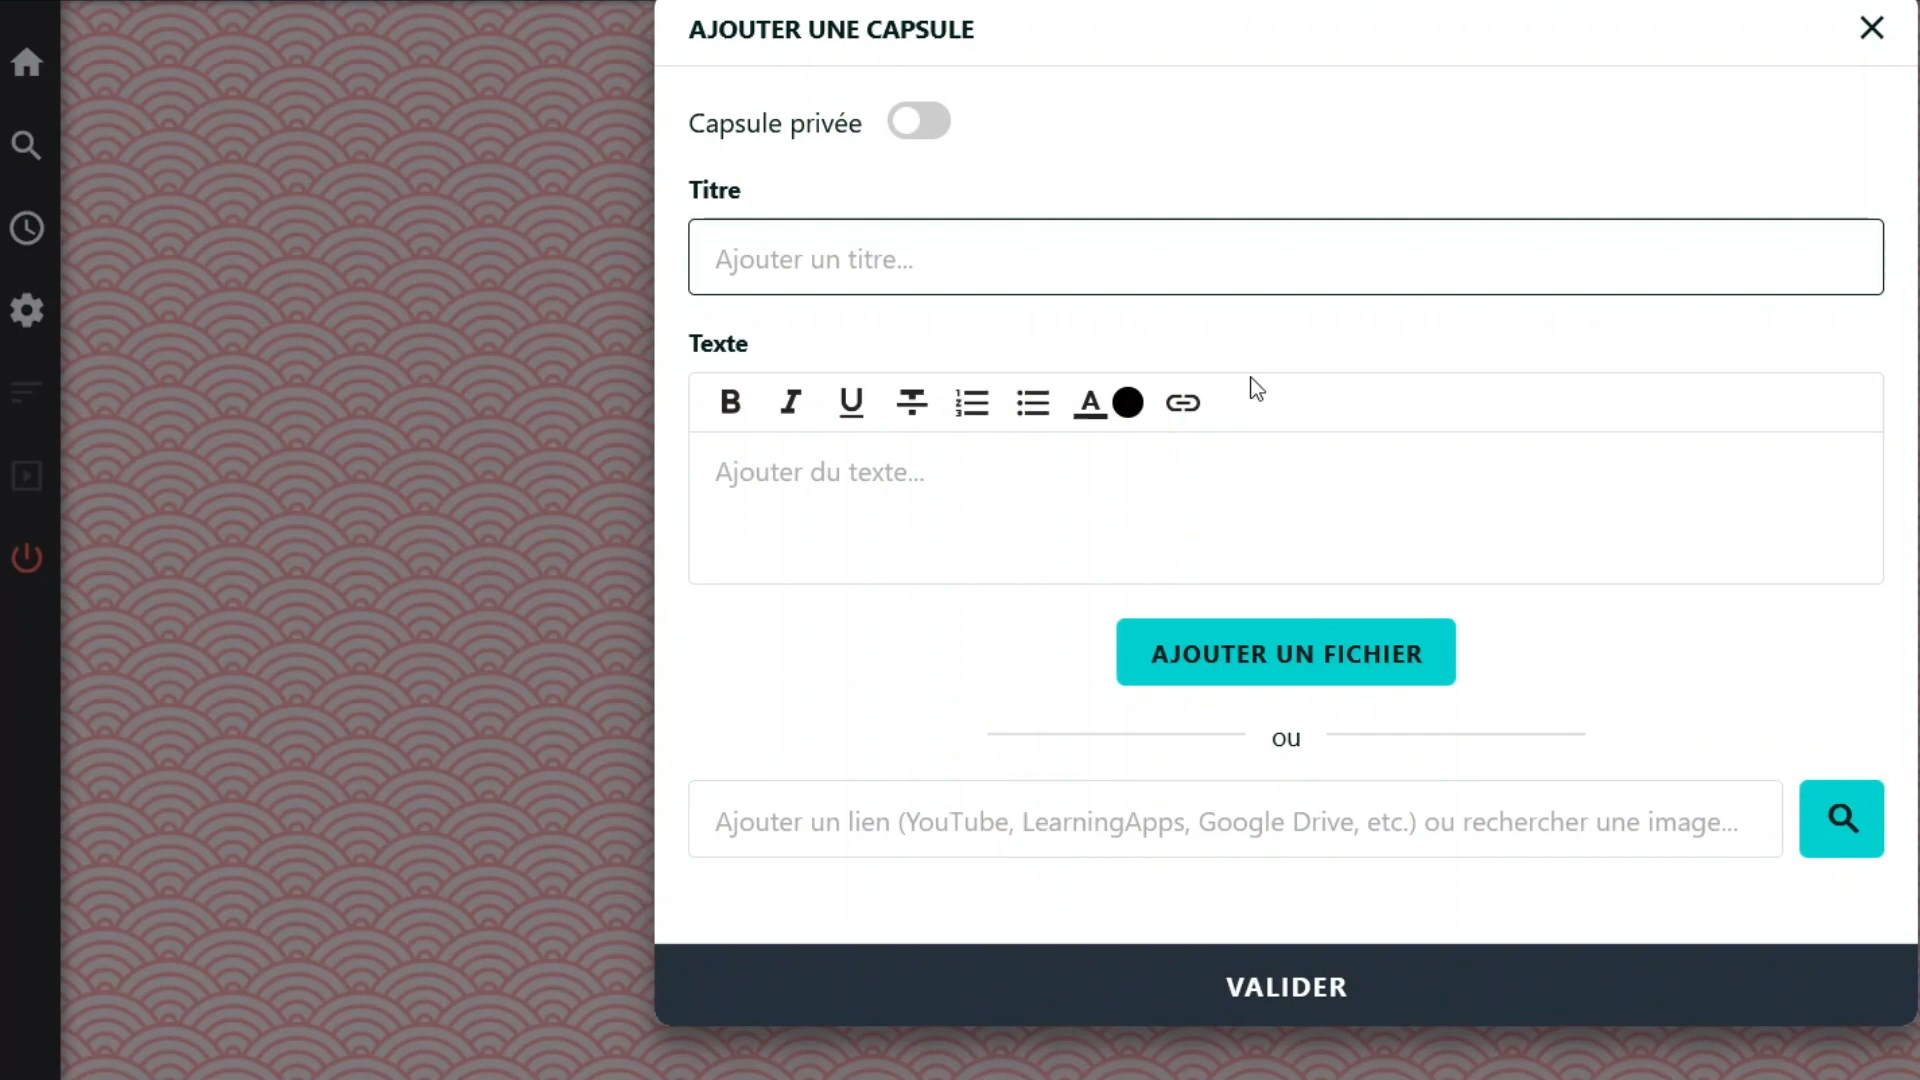 AJOUTER UNE CAPSULE
Capsule privée
Titre
Ajouter un titre...
Texte
Ajouter du texte...
AJOUTER UN FICHIER
ou
Ajouter un lien (YouTube, LearningApps, Google Drive, etc.) ou rechercher une image...
VALIDER